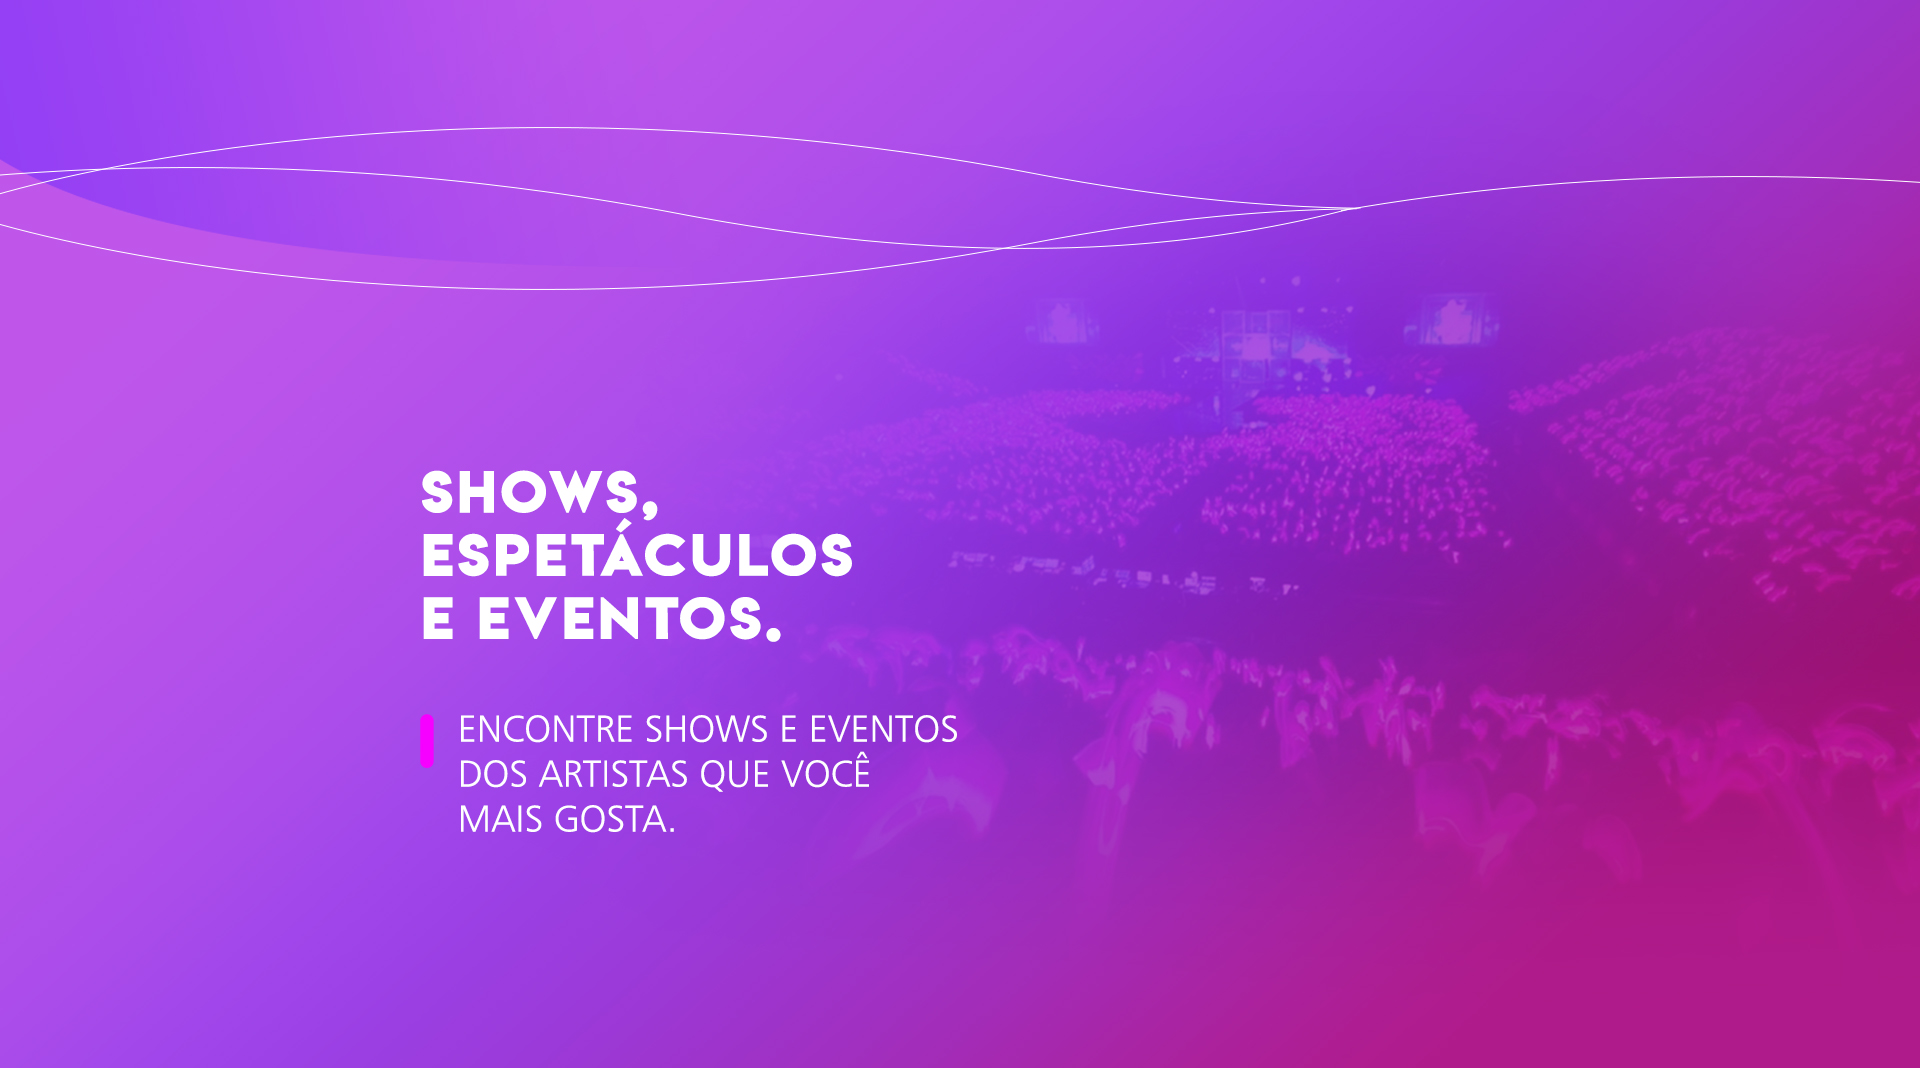 SHOWS,
ESPETÁCULOS
E EVENTOS.
ENCONTRE SHOWS E EVENTOS
DOS ARTISTAS QUE VOCÊ
MAIS GOSTA.